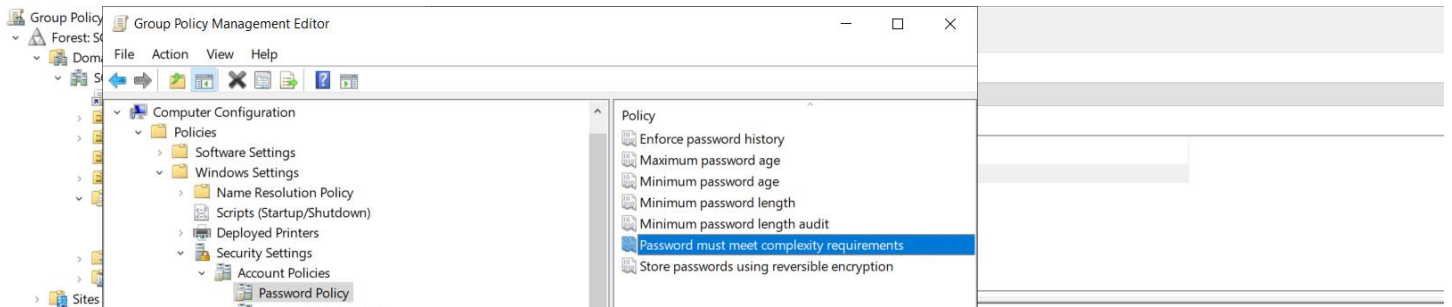 Group Policy
Forest: S
Doma
S
Sites
Group Policy Management Editor
File Action View Help
Computer Configuration
Policies
Software Settings
Windows Settings
Name Resolution Policy
Scripts (Startup/Shutdown)
Deployed Printers
Security Settings
Account Policies
Password Policy
Policy
Enforce password history
Maximum password age
Minimum password age
Minimum password length
Minimum password length audit
Password must meet complexity requirements
Store passwords using reversible encryption